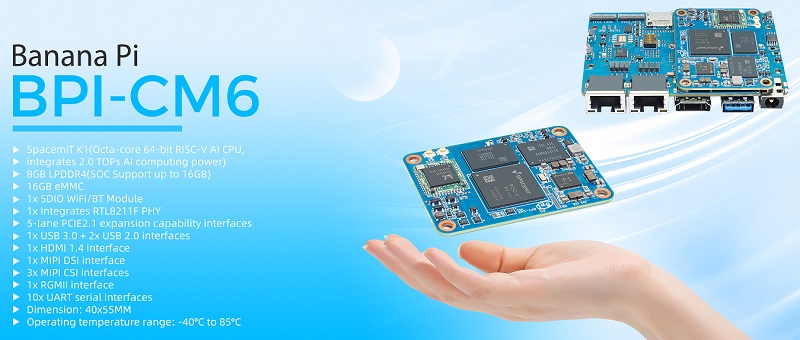 Banana Pi
BPI-CM6
SpacemiT K1(Octa-core 64-bit RISC-V AI CPU,
integrates 2.0 TOPs AI computing power)
8GB LPDDR4(SOC Support up to 16GB)
16GB eMMC
1x SDIO WiFi/BT Module
1x Integrates RTL8211F PHY
5-lane PCIE2.1 expansion capability interfaces
1x USB 3.0 + 2x USB 2.0 interfaces
1x HDMI 1.4 interface
1x MIPI DSI interface
3x MIPI CSI interfaces
1x RGMII interface
10x UART serial interfaces
Dimension: 40x55MM
Operating temperature range: -40℃ to 85℃